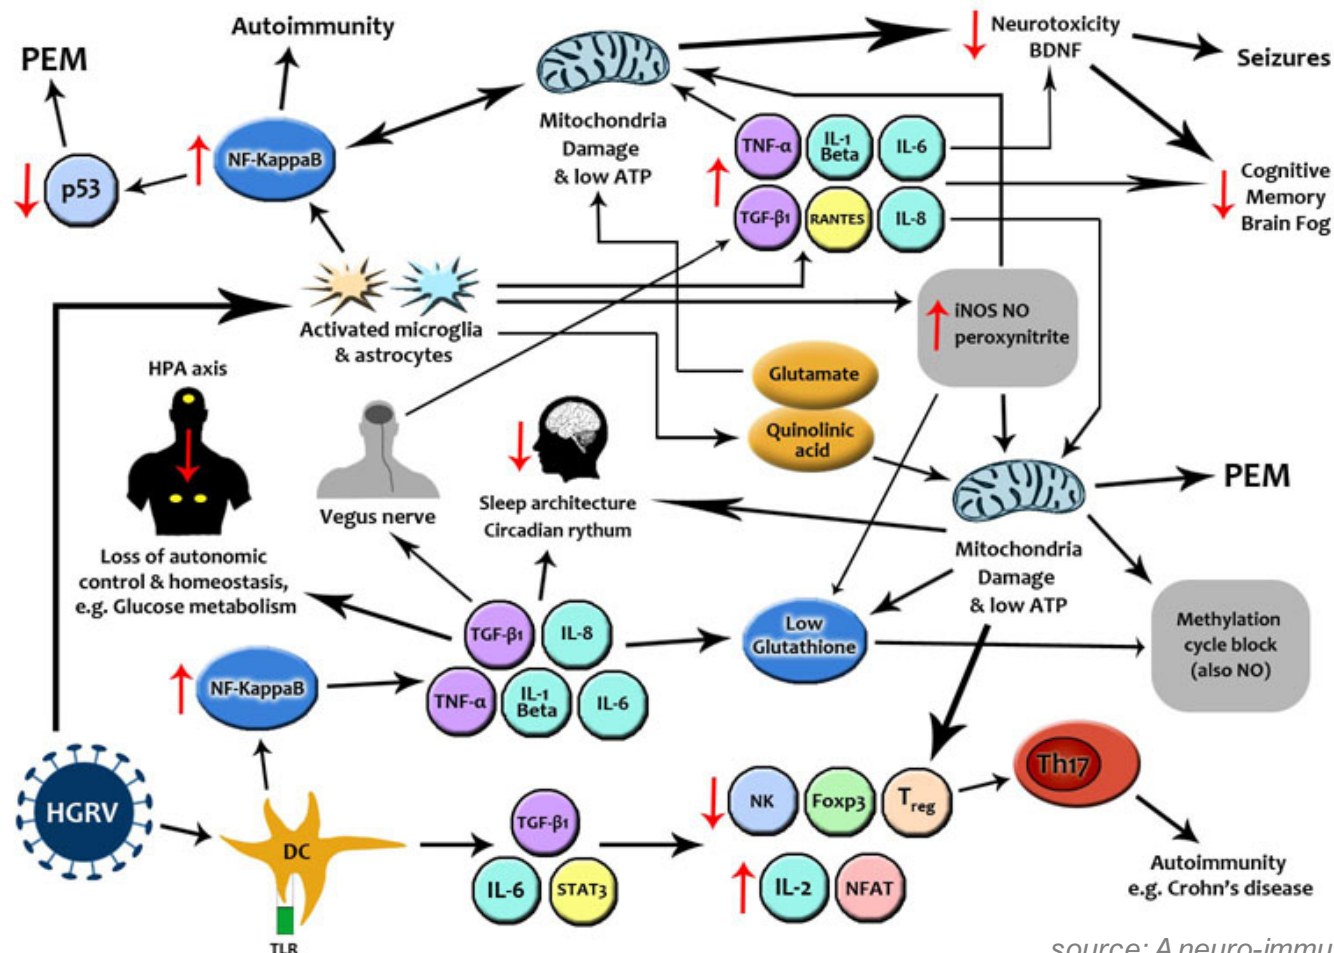 Autoimmunity
PEM
Neurotoxicity
BDNF
Seizures
NF-KappaB
p53
Mitochondria
Damage
& low ATP
TNF-α
IL-1
Beta
IL-6
TGF-β1
RANTES
IL-8
Cognitive
Memory
Brain Fog
Activated microglia
& astrocytes
iNOS NO
peroxynitrite
HPA axis
Glutamate
Quinolinic
acid
Vegus nerve
Sleep architecture
Circadian rythum
PEM
Loss of autonomic
control & homeostasis,
e.g. Glucose metabolism
Mitochondria
Damage
& low ATP
TGF-β1
IL-8
Low
Glutathione
Methylation
cycle block
(also NO)
NF-KappaB
TNF-α
IL-1
Beta
IL-6
HGRV
DC
TLR
TGF-β1
IL-6
STAT3
NK
Foxp3
Treg
IL-2
NFAT
Th17
Autoimmunity
e.g. Crohn's disease
source: A neuro-immu